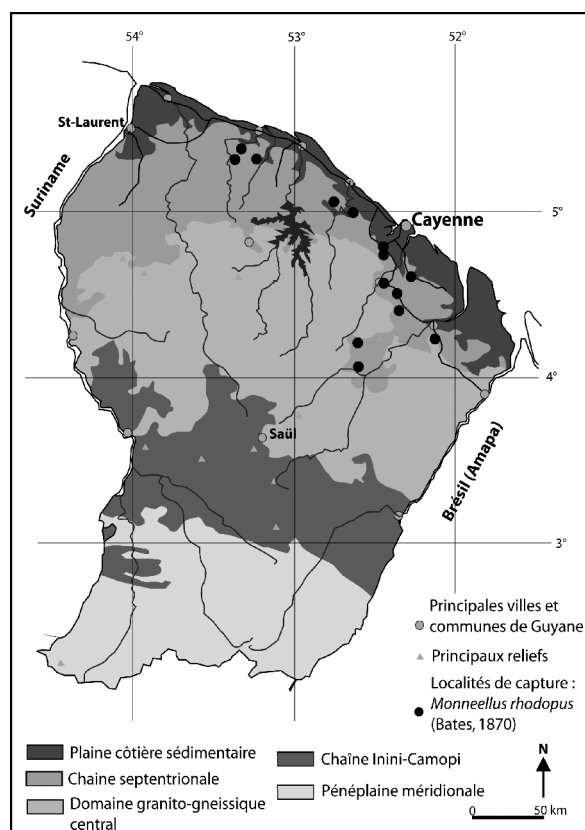 54°
53°
52°
St-Laurent
Suriname
5°
Cayenne
4°
Saül
Brésil (Amapa)
3°
Principales villes et
communes de Guyane
Principaux reliefs
Localités de capture :
Monneellus rhodopus
(Bates, 1870)
Plaine côtière sédimentaire
Chaine septentrionale
Domaine granito-gneissique
central
Chaîne Inini-Camopi
Pénéplaine méridionale
N
0 50 km